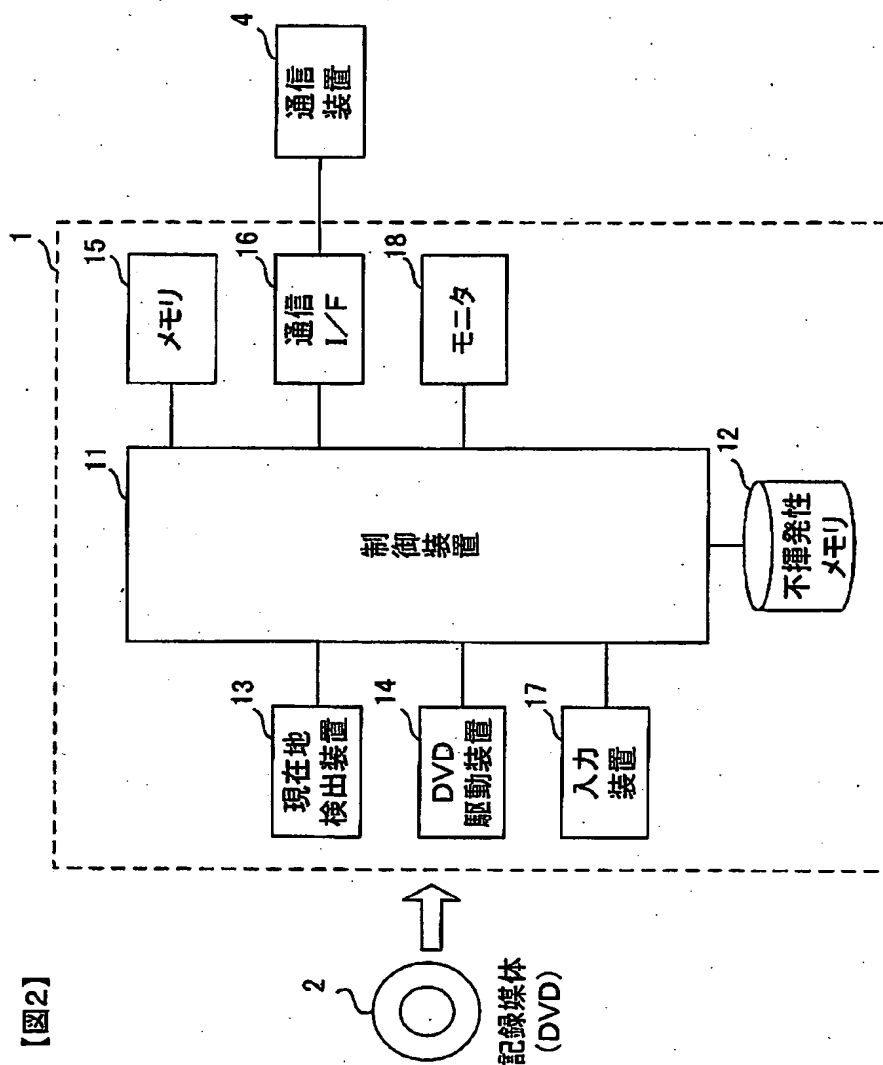 【図2】
1
11
制御装置
13
現在地
検出装置
14
DVD
駆動装置
17
入力
装置
15
メモリ
16
通信
I／F
18
モニタ
12
不揮発性
メモリ
4
通信
装置
2
記録媒体
(DVD)